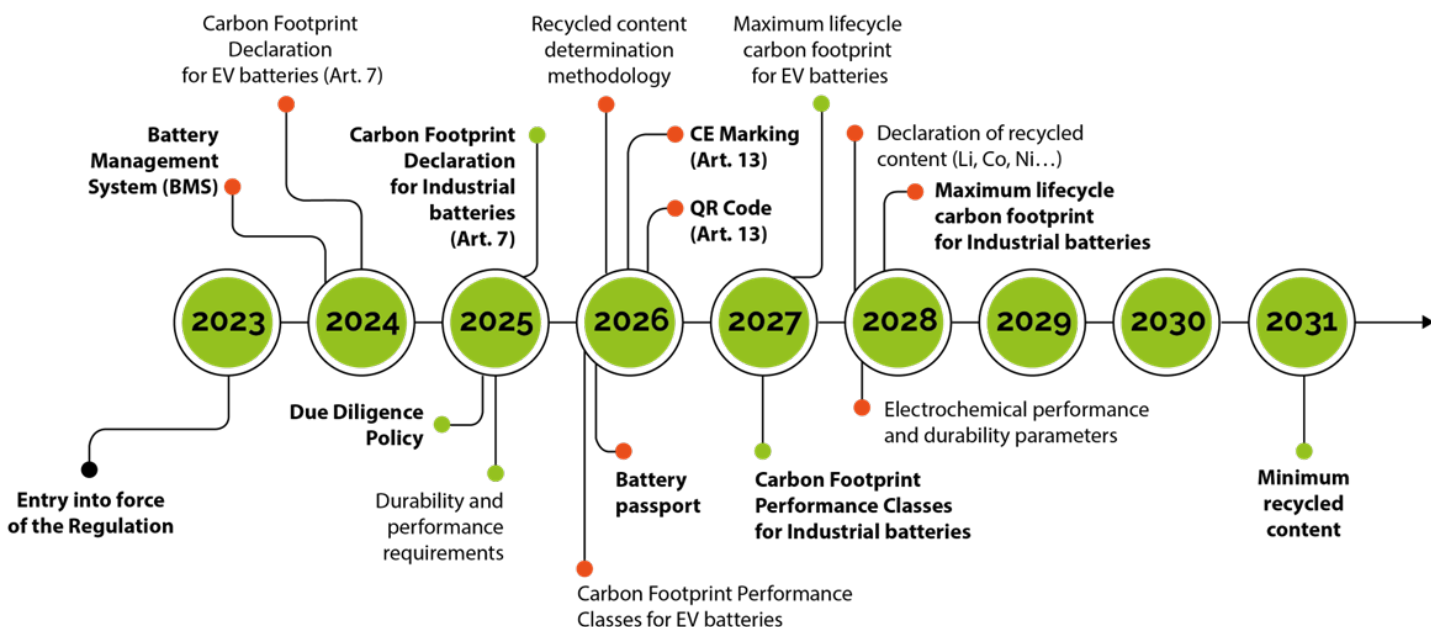 Carbon Footprint
Declaration
for EV batteries (Art. 7)
Recycled content
determination
methodology
Maximum lifecycle
carbon footprint
for EV batteries
Battery
Management
System (BMS)
Carbon Footprint
Declaration
for Industrial
batteries
(Art. 7)
CE Marking
(Art. 13)
QR Code
(Art. 13)
Declaration of recycled
content (Li, Co, Ni...)
Maximum lifecycle
carbon footprint
for Industrial batteries
2023
2024
2025
2026
2027
2028
2029
2030
2031
Entry into force
of the Regulation
Due Diligence
Policy
Durability and
performance
requirements
Battery
passport
Carbon Footprint Performance
Classes for EV batteries
Carbon Footprint
Performance Classes
for Industrial batteries
Electrochemical performance
and durability parameters
Minimum
recycled
content